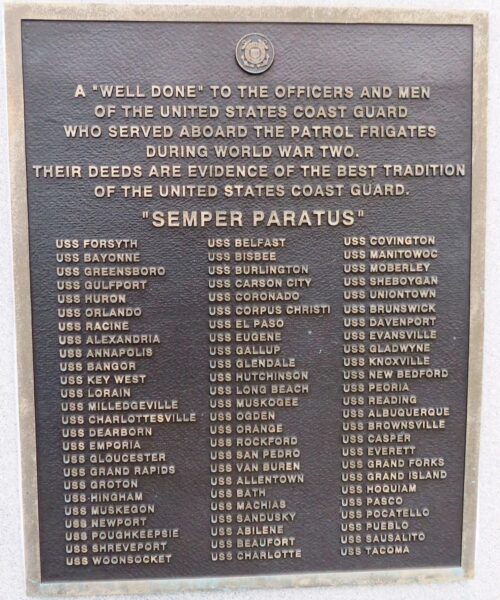 A "WELL DONE" TO THE OFFICERS AND MEN
OF THE UNITED STATES COAST GUARD
WHO SERVED ABOARD THE PATROL FRIGATES
DURING WORLD WAR TWO.
THEIR DEEDS ARE EVIDENCE OF THE BEST TRADITION
OF THE UNITED STATES COAST GUARD.
"SEMPER PARATUS"
USS FORSYTH
USS BAYONNE
USS GREENSBORO
USS GULFPORT
USS HURON
USS ORLANDO
USS RACINE
USS ALEXANDRIA
USS ANNAPOLIS
USS BANGOR
USS KEY WEST
USS LORAIN
USS MILLEDGEVILLE
USS CHARLOTTESVILLE
USS DEARBORN
USS EMPORIA
USS GLOUCESTER
USS GRAND RAPIDS
USS GROTON
USS HINGHAM
USS MUSKEGON
USS NEWPORT
USS POUGHKEEPSIE
USS SHREVEPORT
USS WOONSOCKET
USS BELFAST
USS BISBEE
USS BURLINGTON
USS CARSON CITY
USS CORONADO
USS CORPUS CHRISTI
USS EL PASO
USS EUGENE
USS GALLUP
USS GLENDALE
USS HUTCHINSON
USS LONG BEACH
USS MUSKOGEE
USS OGDEN
USS ORANGE
USS ROCKFORD
USS SAN PEDRO
USS VAN BUREN
USS ALLENTOWN
USS BATH
USS MACHIAS
USS SANDUSKY
USS ABILENE
USS BEAUFORT
USS CHARLOTTE
USS COVINGTON
USS MANITOWOC
USS MOBERLEY
USS SHEBOYGAN
USS UNIONTOWN
USS BRUNSWICK
USS DAVENPORT
USS EVANSVILLE
USS GLADWYNE
USS KNOXVILLE
USS NEW BEDFORD
USS PEORIA
USS READING
USS ALBUQUERQUE
USS BROWNSVILLE
USS CASPER
USS EVERETT
USS GRAND FORKS
USS GRAND ISLAND
USS HOQUIAM
USS PASCO
USS POCATELLO
USS PUEBLO
USS SAUSALITO
USS TACOMA